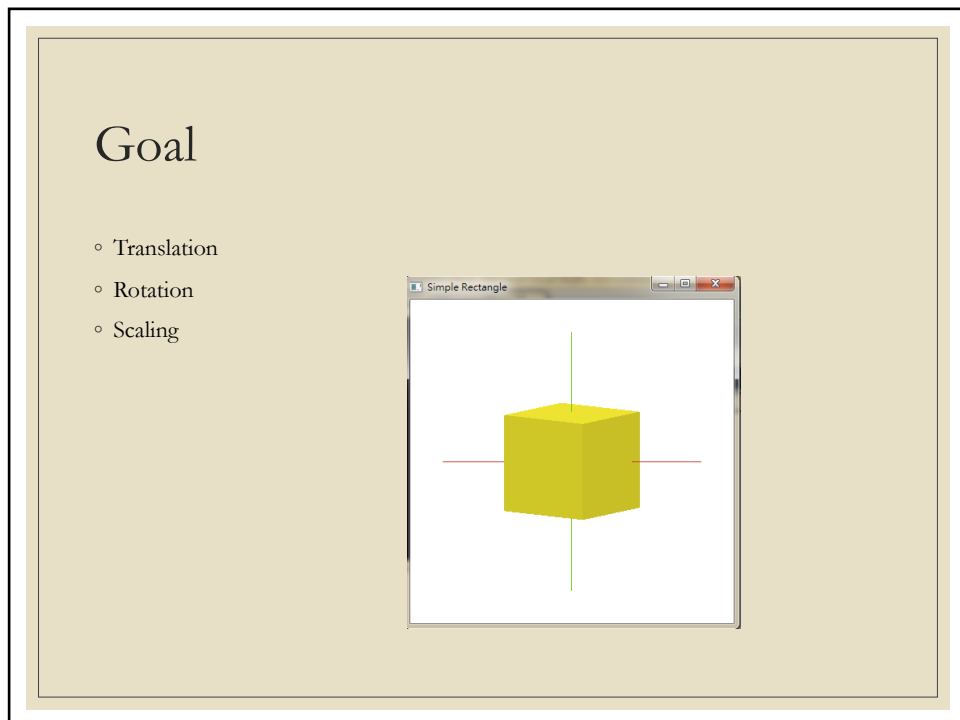 Goal
◦ Translation
◦ Rotation
◦ Scaling
Simple Rectangle